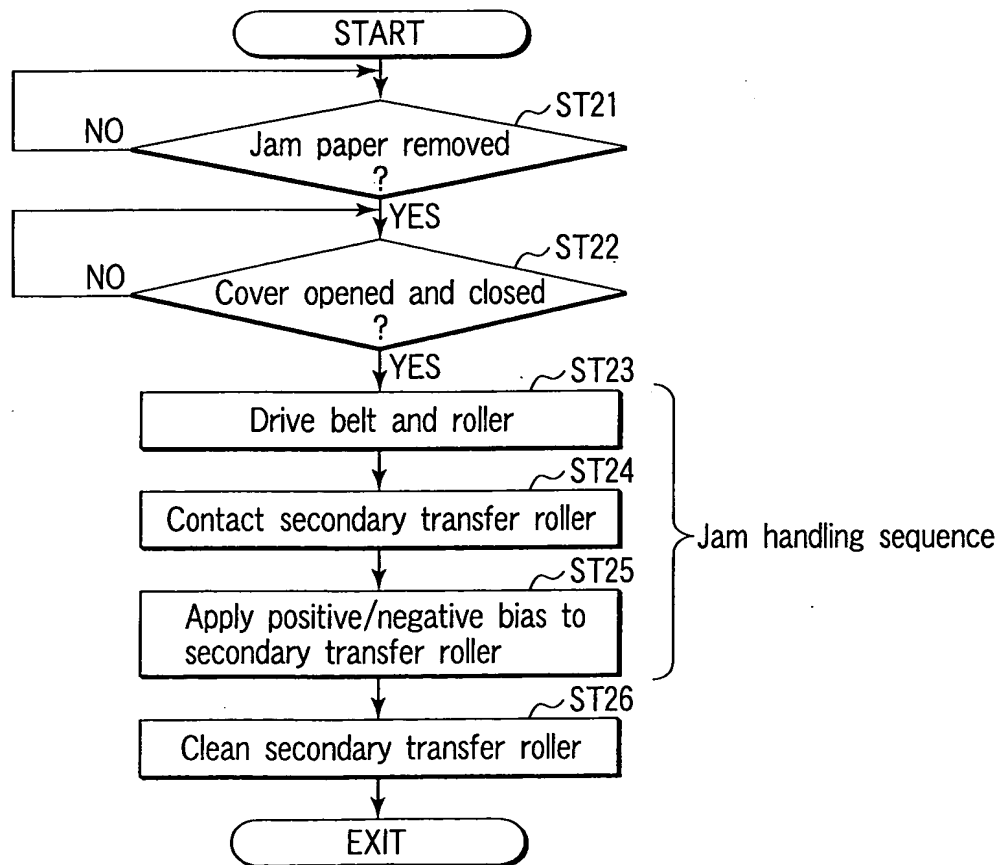 START
ST21
NO
Jam paper removed
?
YES
ST22
NO
Cover opened and closed
?
YES
ST23
Drive belt and roller
ST24
Contact secondary transfer roller
Jam handling sequence
ST25
Apply positive/negative bias to
secondary transfer roller
ST26
Clean secondary transfer roller
EXIT